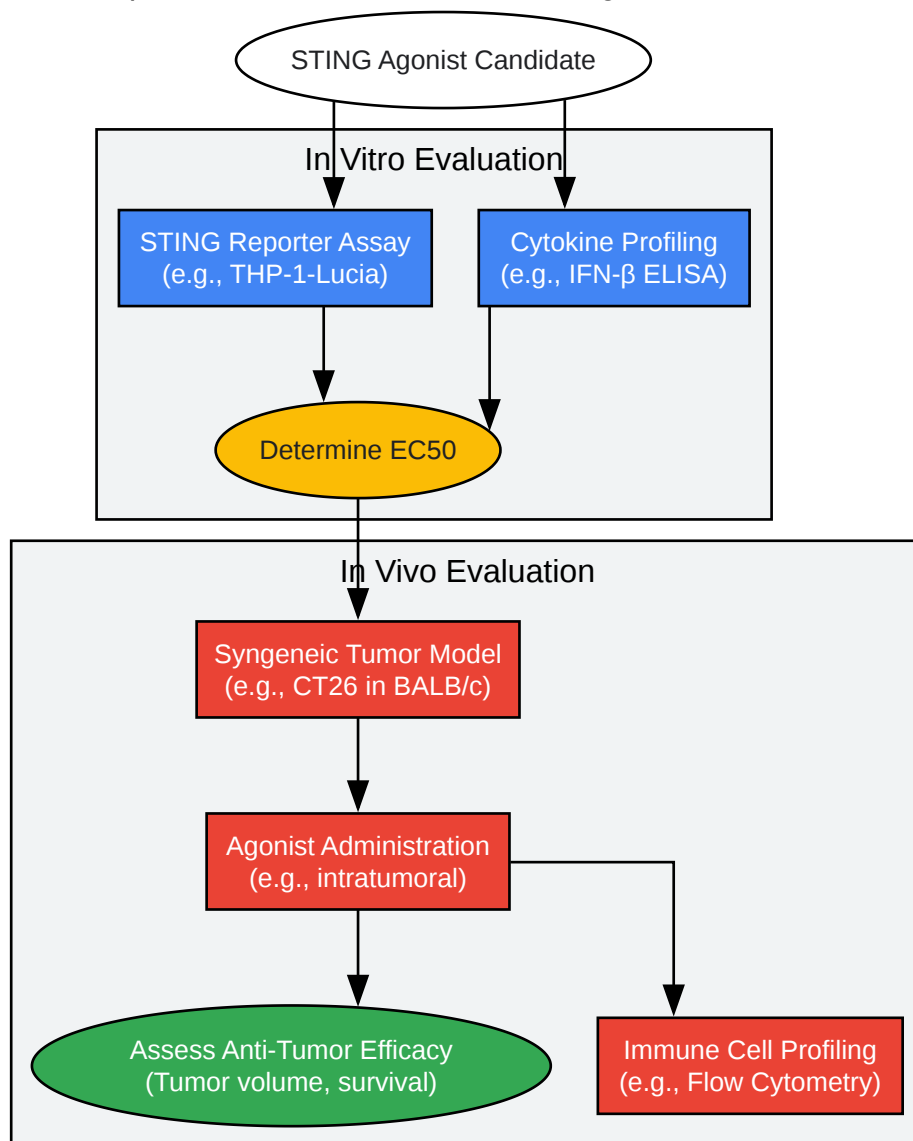 STING Agonist Candidate
In Vitro Evaluation
STING Reporter Assay
(e.g., THP-1-Lucia)
Cytokine Profiling
(e.g., IFN-β ELISA)
Determine EC50
In Vivo Evaluation
Syngeneic Tumor Model
(e.g., CT26 in BALB/c)
Agonist Administration
(e.g., intratumoral)
Assess Anti-Tumor Efficacy
(Tumor volume, survival)
Immune Cell Profiling
(e.g., Flow Cytometry)